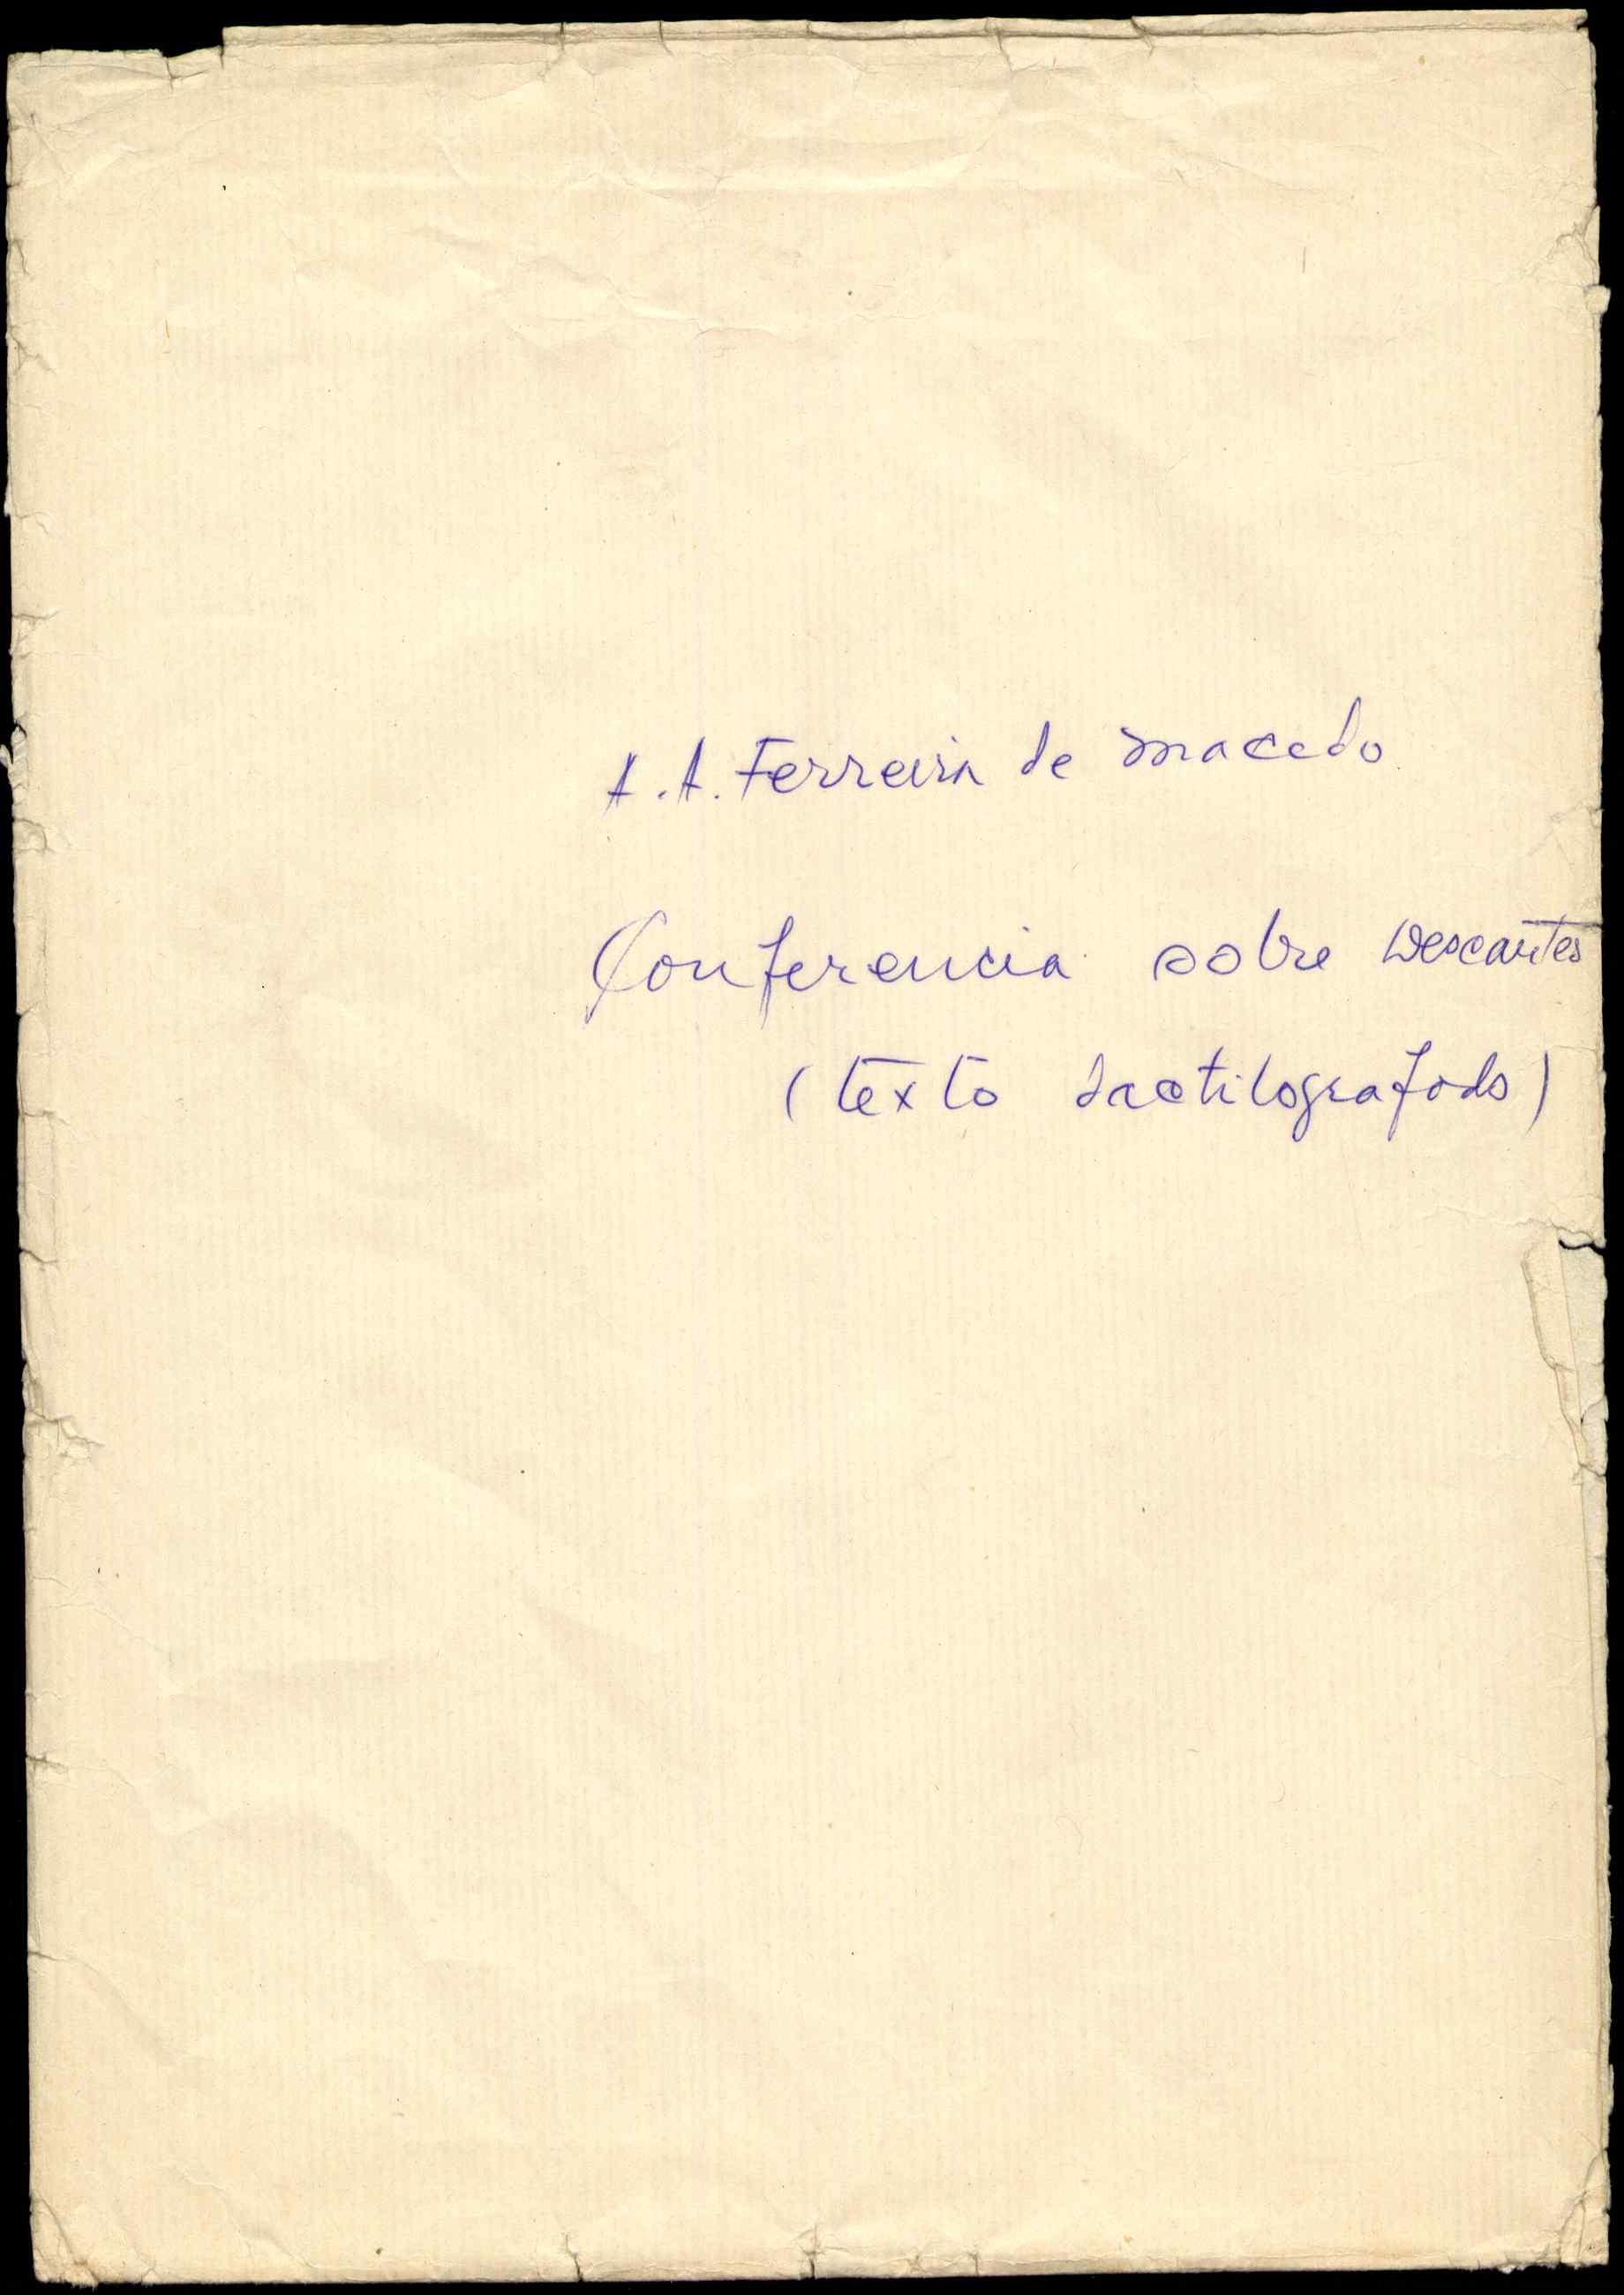 A. A. Ferreira de Macedo
Conferencia sobre Descartes
(texto dactilografado)